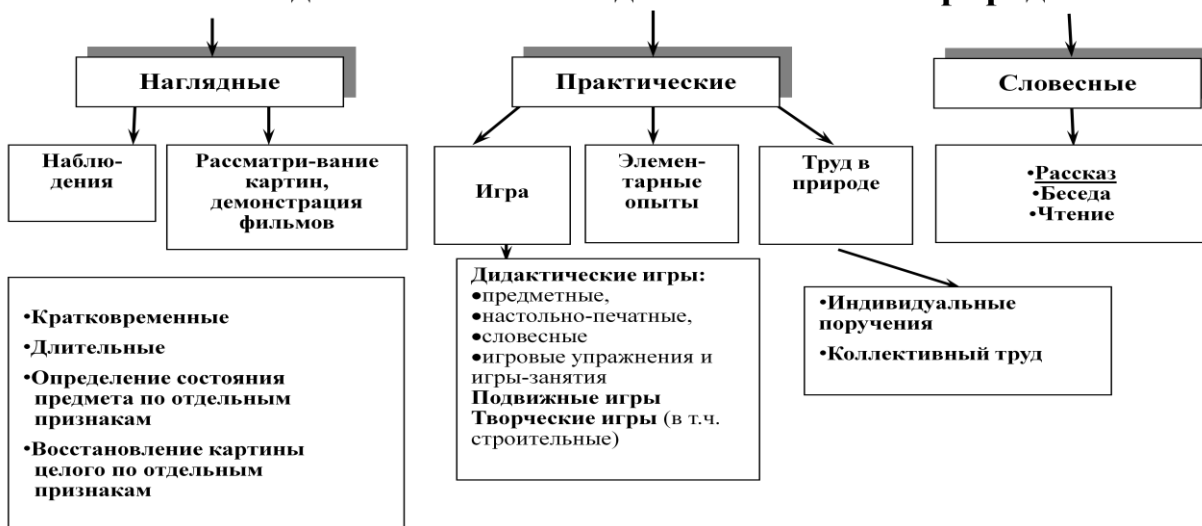 Наглядные
Практические
Словесные
Наблю-
дения
Рассматри-вание
картин,
демонстрация
фильмов
Игра
Элемен-
тарные
опыты
Труд в
природе
•Рассказ
•Беседа
•Чтение
•Кратковременные
•Длительные
•Определение состояния
предмета по отдельным
признакам
•Восстановление картины
целого по отдельным
признакам
Дидактические игры:
●предметные,
●настольно-печатные,
●словесные
●игровые упражнения и
игры-занятия
Подвижные игры
Творческие игры (в т.ч.
строительные)
•Индивидуальные
поручения
•Коллективный труд